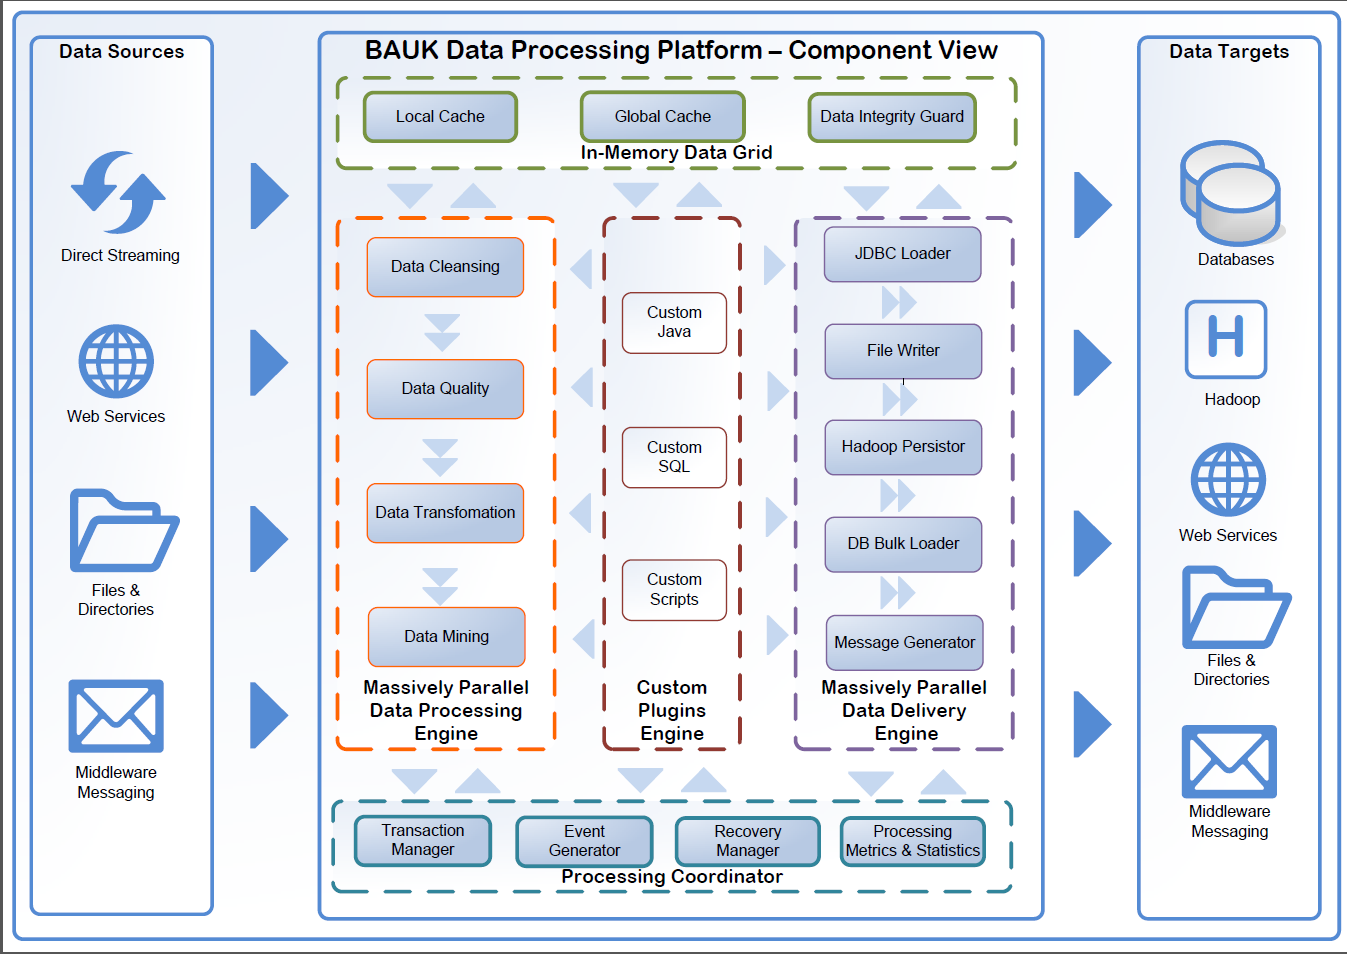 Data Sources
Direct Streaming
Web Services
Files &
Directories
Middleware
Messaging
BAUK Data Processing Platform – Component View
Local Cache
Global Cache
Data Integrity Guard
In-Memory Data Grid
Data Cleansing
Data Quality
Data Transfomation
Data Mining
Massively Parallel
Data Processing
Engine
Custom
Java
Custom
SQL
Custom
Scripts
Custom
Plugins
Engine
JDBC Loader
File Writer
Hadoop Persistor
DB Bulk Loader
Message Generator
Massively Parallel
Data Delivery
Engine
Transaction
Manager
Event
Generator
Recovery
Manager
Processing
Metrics & Statistics
Processing Coordinator
Data Targets
Databases
H
Hadoop
Web Services
Files &
Directories
Middleware
Messaging